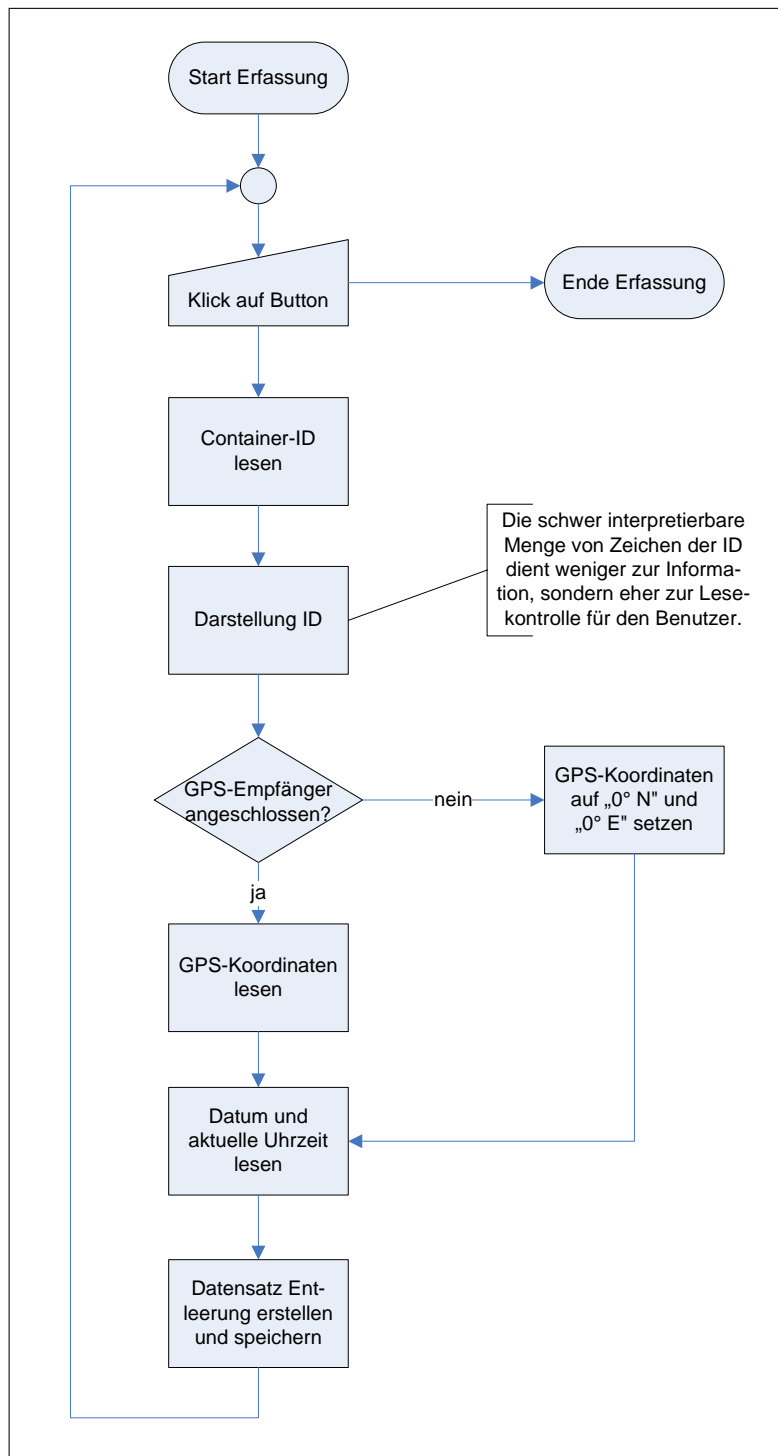 Start Erfassung
Klick auf Button
Ende Erfassung
Container-ID
lesen
Die schwer interpretierbare
Menge von Zeichen der ID
dient weniger zur Informa-
tion, sondern eher zur Lese-
kontrolle für den Benutzer.
Darstellung ID
GPS-Empfänger
angeschlossen?
nein
GPS-Koordinaten
auf „0° N" und
„0° E" setzen
ja
GPS-Koordinaten
lesen
Datum und
aktuelle Uhrzeit
lesen
Datensatz Ent-
leerung erstellen
und speichern